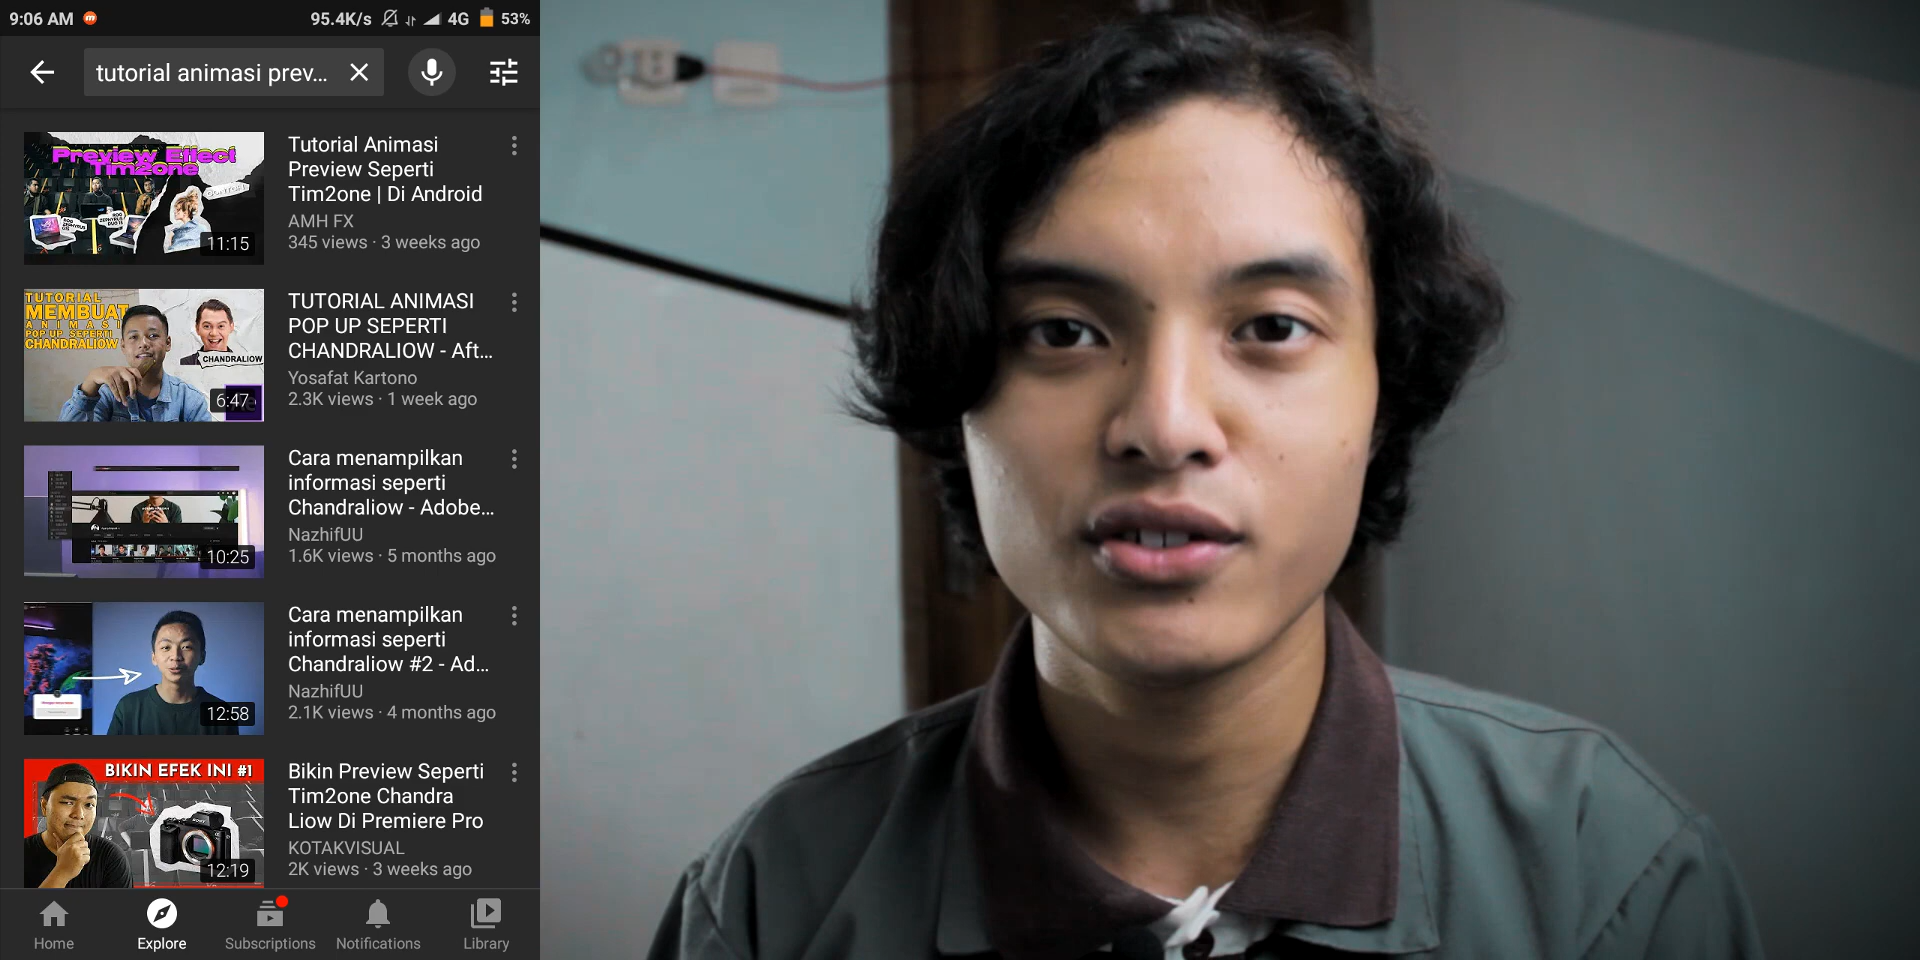 9:06 AM
95.4K/s
4G
53%
tutorial animasi prev...
Preview Effect
Tim2one
11:15
Tutorial Animasi
Preview Seperti
Tim2one | Di Android
AMH FX
345 views · 3 weeks ago
TUTORIAL
MEMBUAT
ANIMASI
POP UP SEPERTI
CHANDRALIOW
CHANDRALIOW
6:47
TUTORIAL ANIMASI
POP UP SEPERTI
CHANDRALIOW - Aft...
Yosafat Kartono
2.3K views · 1 week ago
10:25
Cara menampilkan
informasi seperti
Chandraliow - Adobe...
NazhifUU
1.6K views · 5 months ago
12:58
Cara menampilkan
informasi seperti
Chandraliow #2 - Ad...
NazhifUU
2.1K views · 4 months ago
BIKIN EFEK INI #1
SONY
12:19
Bikin Preview Seperti
Tim2one Chandra
Liow Di Premiere Pro
KOTAKVISUAL
2K views · 3 weeks ago
Home
Explore
Subscriptions
Notifications
Library